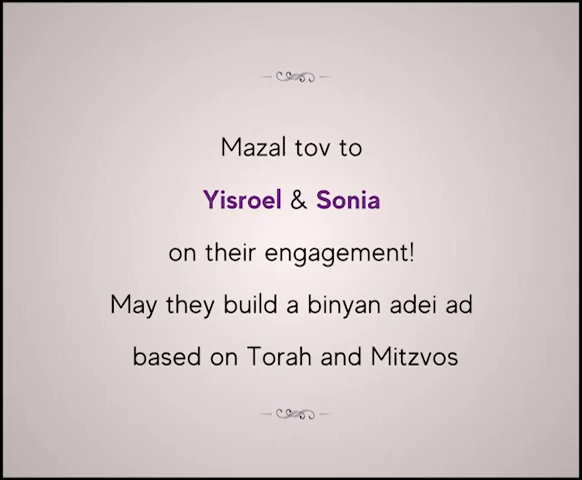 Mazal tov to
Yisroel & Sonia
on their engagement!
May they build a binyan adei ad
based on Torah and Mitzvos